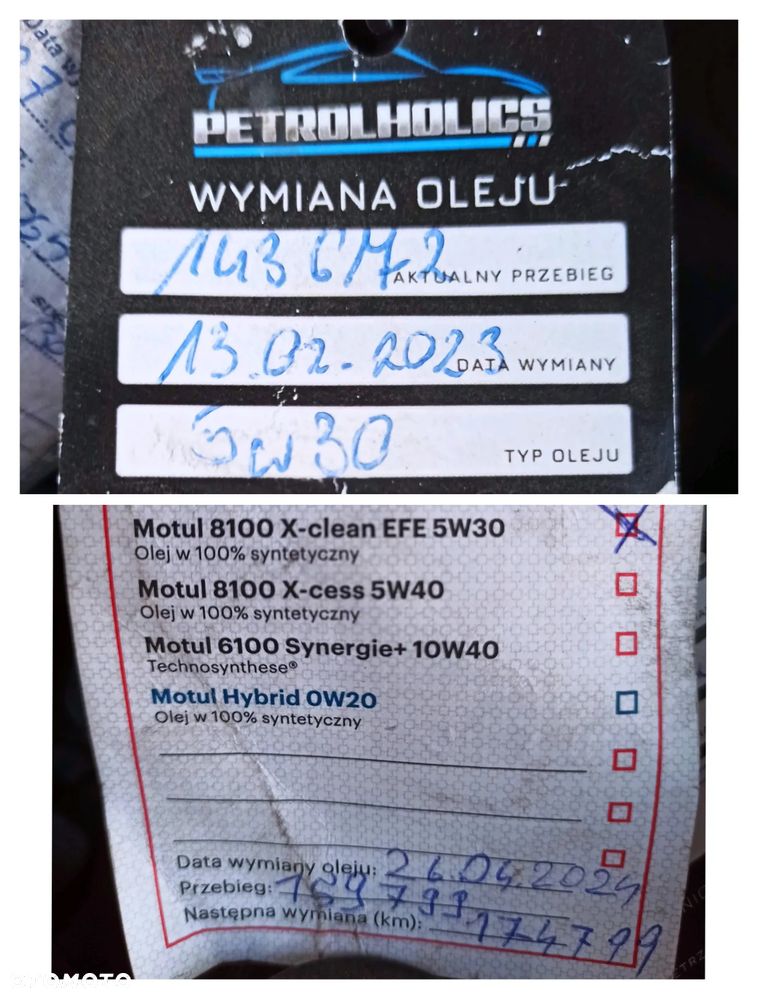 Data w
PETROLHOLICS
WYMIANA OLEJU
AKTUALNY PRZEBIEG
13.02.2023 DATA WYMIANY
5w30 TYP OLEJU
Motul 8100 X-clean EFE 5W30
Olej w 100% syntetyczny
Motul 8100 X-cess 5W40
Olej w 100% syntetyczny
Motul 6100 Synergie+ 10W40
Technosynthese®
Motul Hybrid 0W20
Olej w 100% syntetyczny
Data wymiany oleju: 26.04.2024
Przebieg:
Następna wymiana (km): 174799